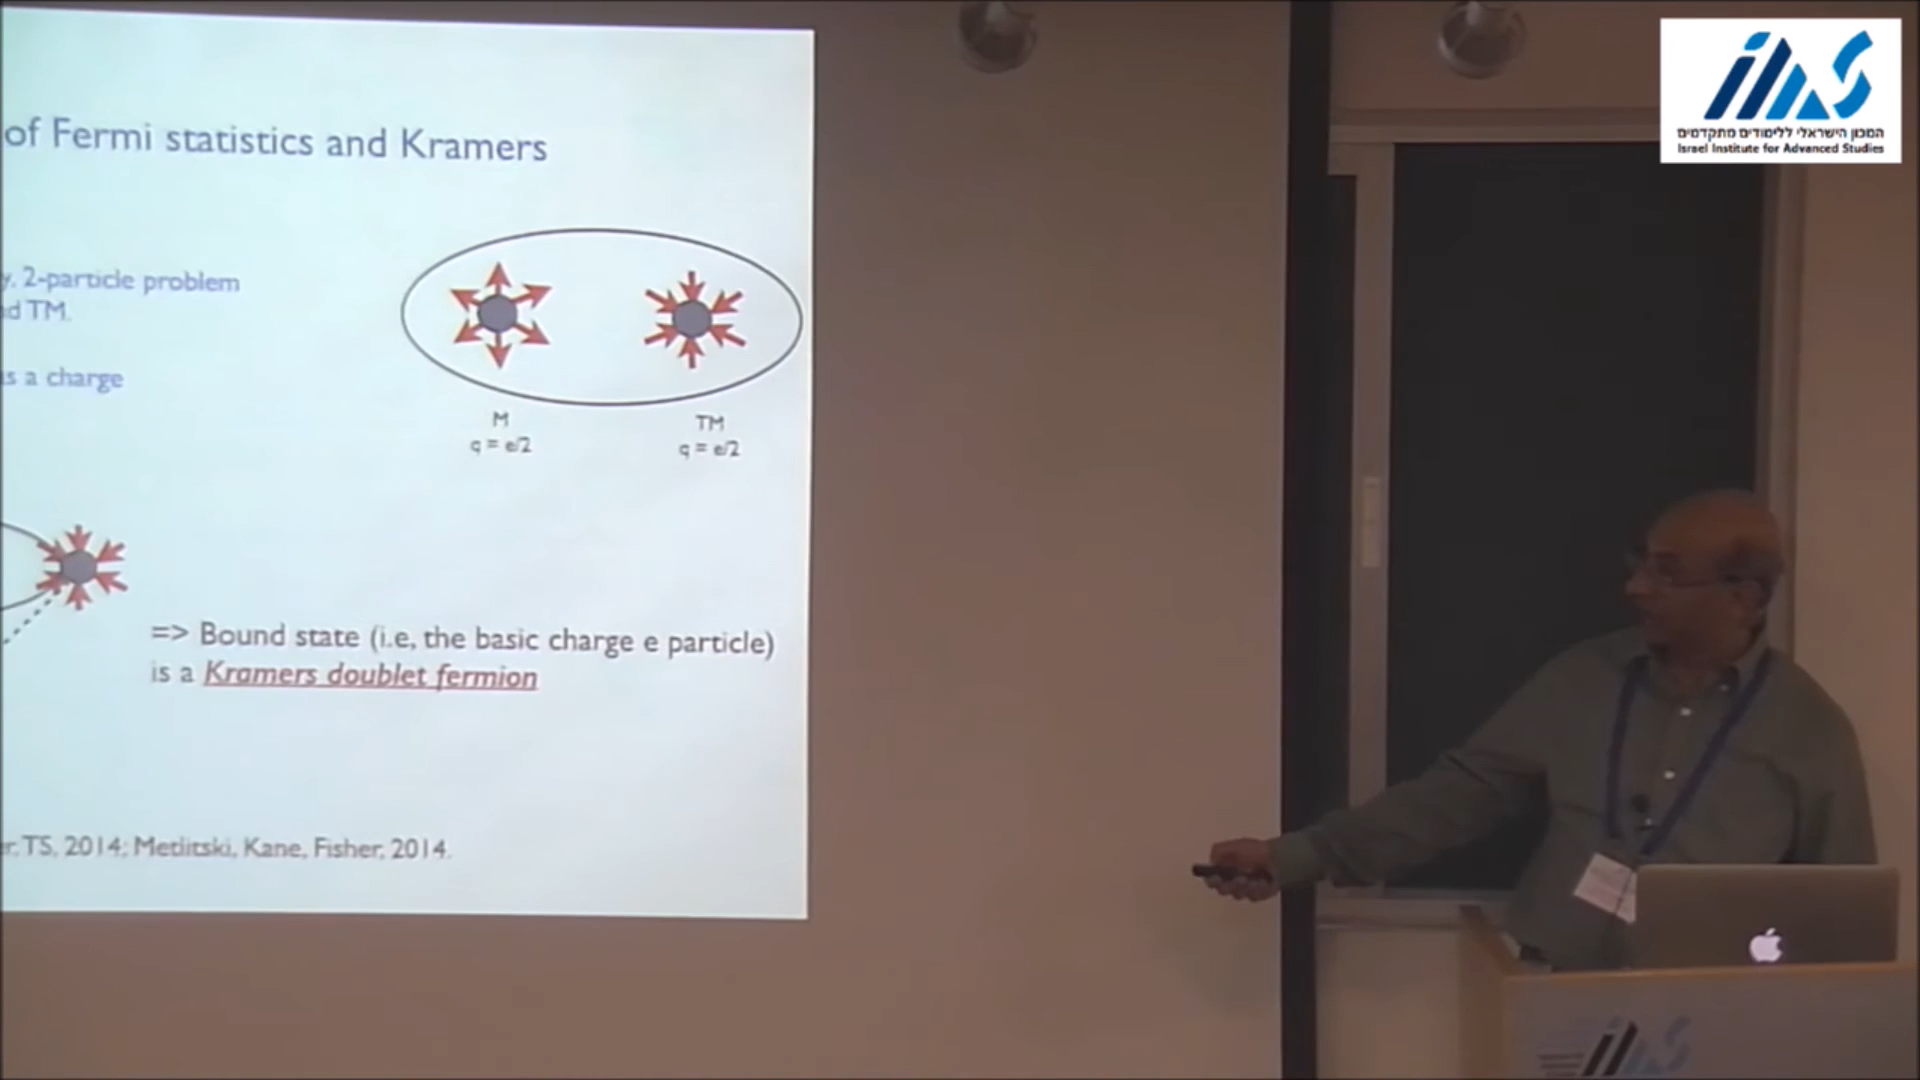 of Fermi statistics and Kramers
y, 2-particle problem
d TM.
s a charge
M
q = e/2
TM
q = e/2
=> Bound state (i.e, the basic charge e particle)
is a Kramers doublet fermion
r, TS, 2014; Metlitski, Kane, Fisher, 2014.
המכון הישראלי ללימודים מתקדמים
Israel Institute for Advanced Studies